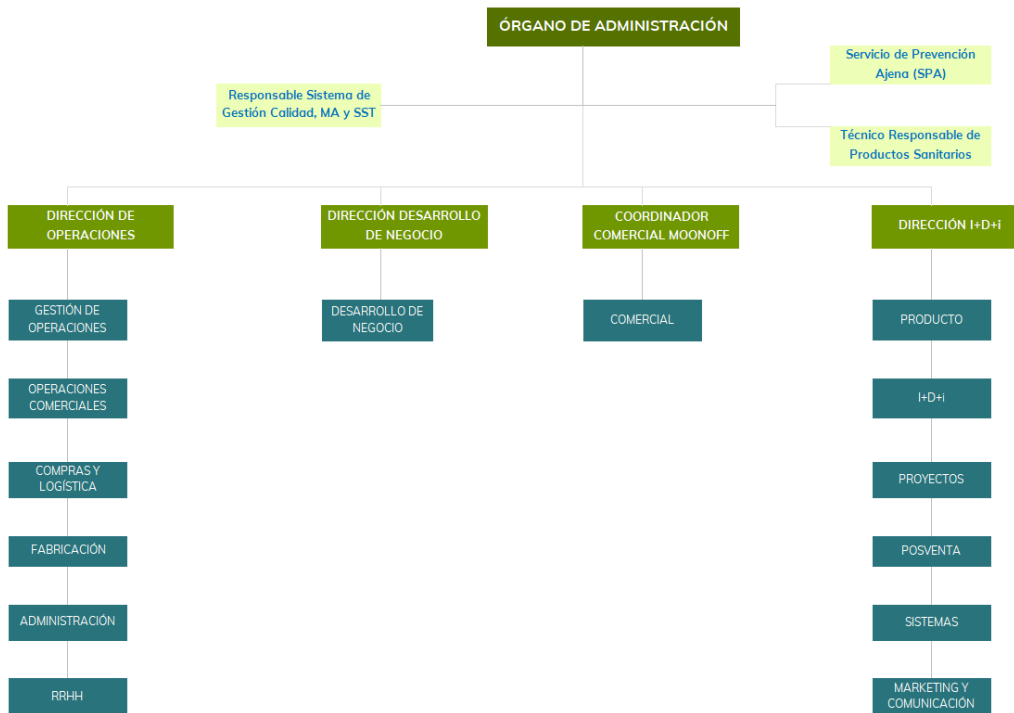 ÓRGANO DE ADMINISTRACIÓN
Servicio de Prevención
Ajena (SPA)
Responsable Sistema de
Gestión Calidad, MA y SST
Técnico Responsable de
Productos Sanitarios
DIRECCIÓN DE
OPERACIONES
DIRECCIÓN DESARROLLO
DE NEGOCIO
COORDINADOR
COMERCIAL MOONOFF
DIRECCIÓN I+D+i
GESTIÓN DE
OPERACIONES
DESARROLLO DE
NEGOCIO
COMERCIAL
PRODUCTO
OPERACIONES
COMERCIALES
I+D+i
COMPRAS Y
LOGÍSTICA
PROYECTOS
FABRICACIÓN
POSVENTA
ADMINISTRACIÓN
SISTEMAS
RRHH
MARKETING Y
COMUNICACIÓN